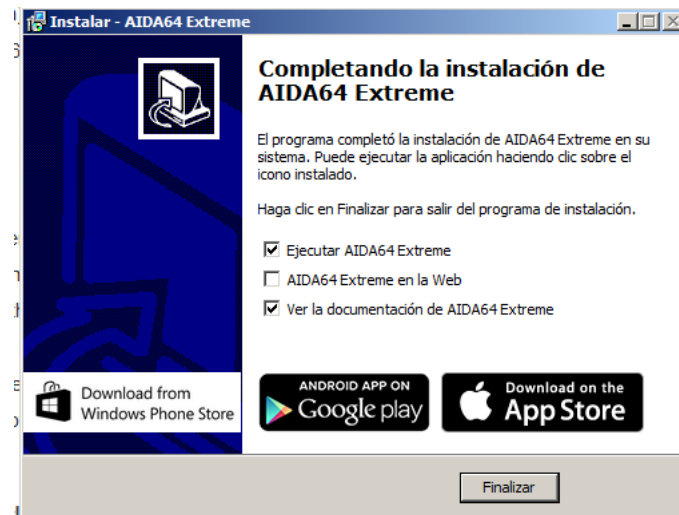 Instalar - AIDA64 Extreme
Completando la instalación de
AIDA64 Extreme
El programa completó la instalación de AIDA64 Extreme en su
sistema. Puede ejecutar la aplicación haciendo clic sobre el
icono instalado.
Haga clic en Finalizar para salir del programa de instalación.
Ejecutar AIDA64 Extreme
AIDA64 Extreme en la Web
Ver la documentación de AIDA64 Extreme
Download from
Windows Phone Store
ANDROID APP ON
Google play
Download on the
App Store
Finalizar